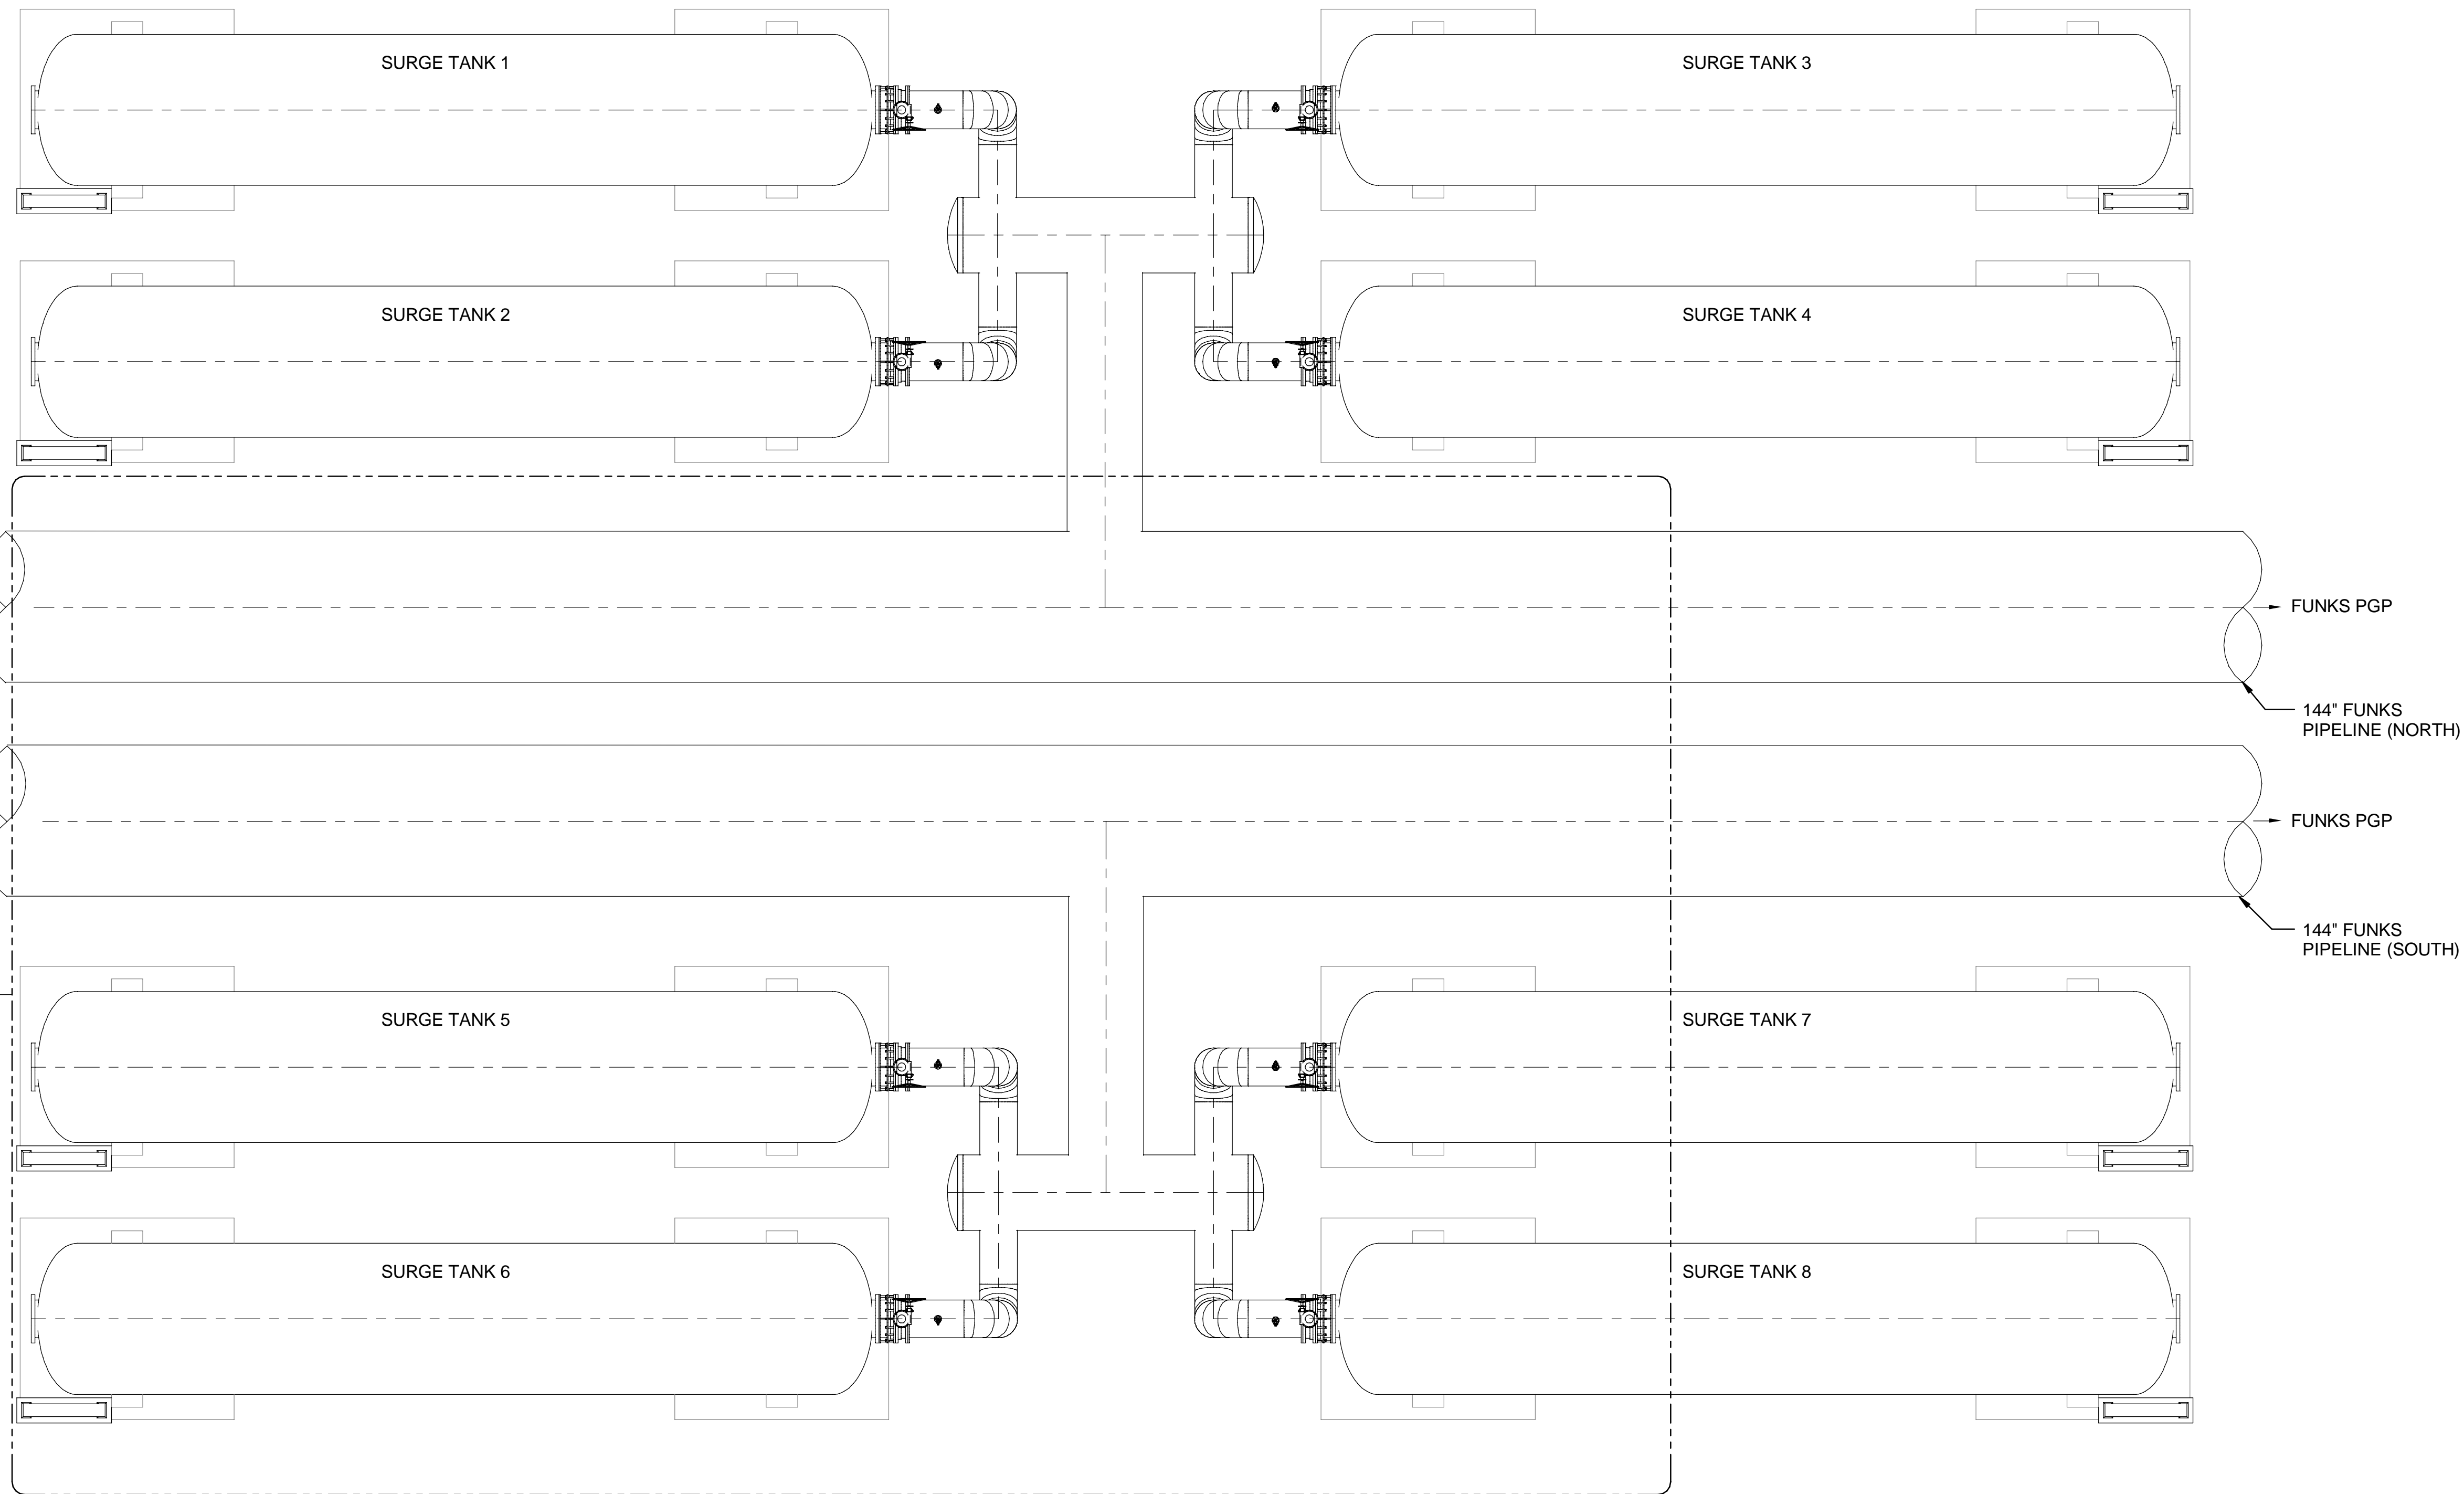 SURGE TANK 1
SURGE TANK 3
SURGE TANK 2
SURGE TANK 4
FUNKS PGP
144" FUNKS
PIPELINE (NORTH)
FUNKS PGP
144" FUNKS
PIPELINE (SOUTH)
SURGE TANK 5
SURGE TANK 7
SURGE TANK 6
SURGE TANK 8